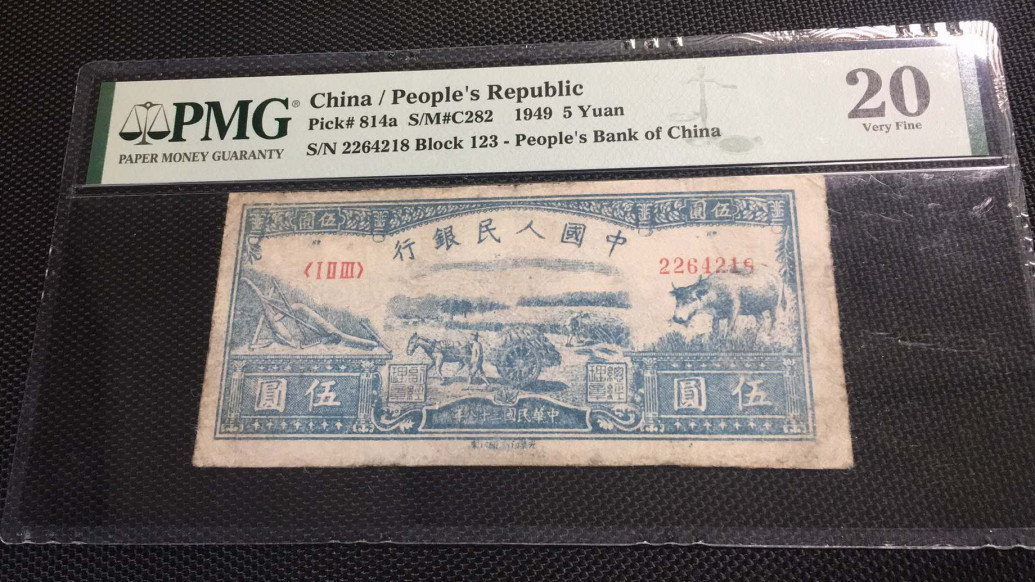 PMG®
PAPER MONEY GUARANTY
China / People's Republic
Pick# 814a S/M#C282 1949 5 Yuan
S/N 2264218 Block 123 - People's Bank of China
20
Very Fine
圓伍
圓伍
行銀民人國中
〈I II III〉
2264218
圓伍
圓伍
年八十三國民華中